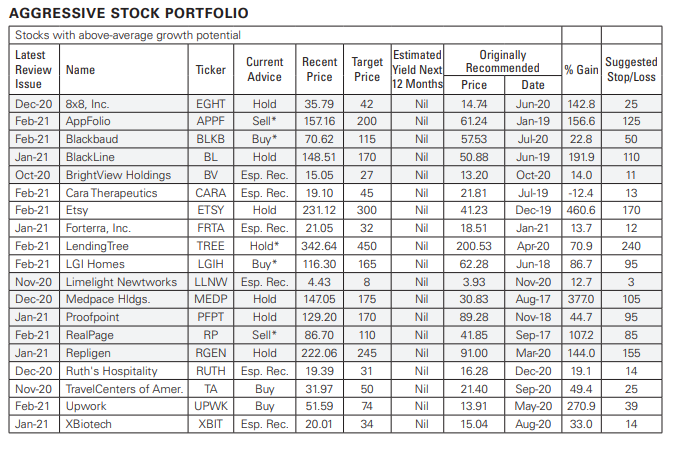 AGGRESSIVE STOCK PORTFOLIO
Stocks with above-average growth potential
Latest Review Issue Name Ticker Current Advice Recent Price Target Price Estimated Yield Next 12 Months Originally Recommended Price Date % Gain Suggested Stop/Loss
Dec-20 8x8, Inc. EGHT Hold 35.79 42 Nil 14.74 Jun-20 142.8 25
Feb-21 AppFolio APPF Sell* 157.16 200 Nil 61.24 Jan-19 156.6 125
Feb-21 Blackbaud BLKB Buy* 70.62 115 Nil 57.53 Jul-20 22.8 50
Jan-21 BlackLine BL Hold 148.51 170 Nil 50.88 Jun-19 191.9 110
Oct-20 BrightView Holdings BV Esp. Rec. 15.05 27 Nil 13.20 Oct-20 14.0 11
Feb-21 Cara Therapeutics CARA Esp. Rec. 19.10 45 Nil 21.81 Jul-19 -12.4 13
Feb-21 Etsy ETSY Hold 231.12 300 Nil 41.23 Dec-19 460.6 170
Jan-21 Forterra, Inc. FRTA Esp. Rec. 21.05 32 Nil 18.51 Jan-21 13.7 12
Feb-21 LendingTree TREE Hold* 342.64 450 Nil 200.53 Apr-20 70.9 240
Feb-21 LGI Homes LGIH Buy* 116.30 165 Nil 62.28 Jun-18 86.7 95
Nov-20 Limelight Newtworks LLNW Esp. Rec. 4.43 8 Nil 3.93 Nov-20 12.7 3
Dec-20 Medpace Hldgs. MEDP Hold 147.05 175 Nil 30.83 Aug-17 377.0 105
Jan-21 Proofpoint PFPT Hold 129.20 170 Nil 89.28 Nov-18 44.7 95
Feb-21 RealPage RP Sell* 86.70 110 Nil 41.85 Sep-17 107.2 85
Jan-21 Repligen RGEN Hold 222.06 245 Nil 91.00 Mar-20 144.0 155
Dec-20 Ruth's Hospitality RUTH Esp. Rec. 19.39 31 Nil 16.28 Dec-20 19.1 14
Nov-20 TravelCenters of Amer. TA Buy 31.97 50 Nil 21.40 Sep-20 49.4 25
Feb-21 Upwork UPWK Buy 51.59 74 Nil 13.91 May-20 270.9 39
Jan-21 XBiotech XBIT Esp. Rec. 20.01 34 Nil 15.04 Aug-20 33.0 14